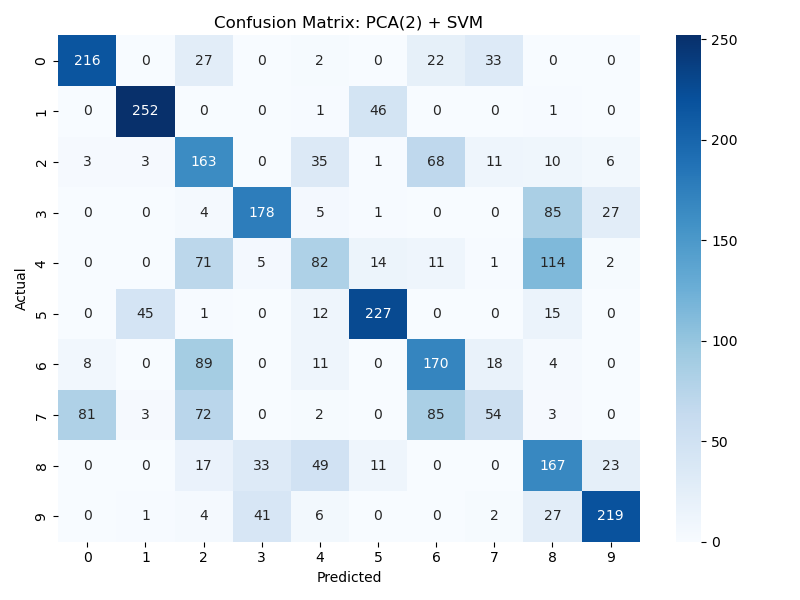 Confusion Matrix: PCA(2) + SVM
Actual
0 216 0 27 0 2 0 22 33 0 0
1 0 252 0 0 1 46 0 0 1 0
2 3 3 163 0 35 1 68 11 10 6
3 0 0 4 178 5 1 0 0 85 27
4 0 0 71 5 82 14 11 1 114 2
5 0 45 1 0 12 227 0 0 15 0
6 8 0 89 0 11 0 170 18 4 0
7 81 3 72 0 2 0 85 54 3 0
8 0 0 17 33 49 11 0 0 167 23
9 0 1 4 41 6 0 0 2 27 219
0 1 2 3 4 5 6 7 8 9
Predicted
250
200
150
100
50
0